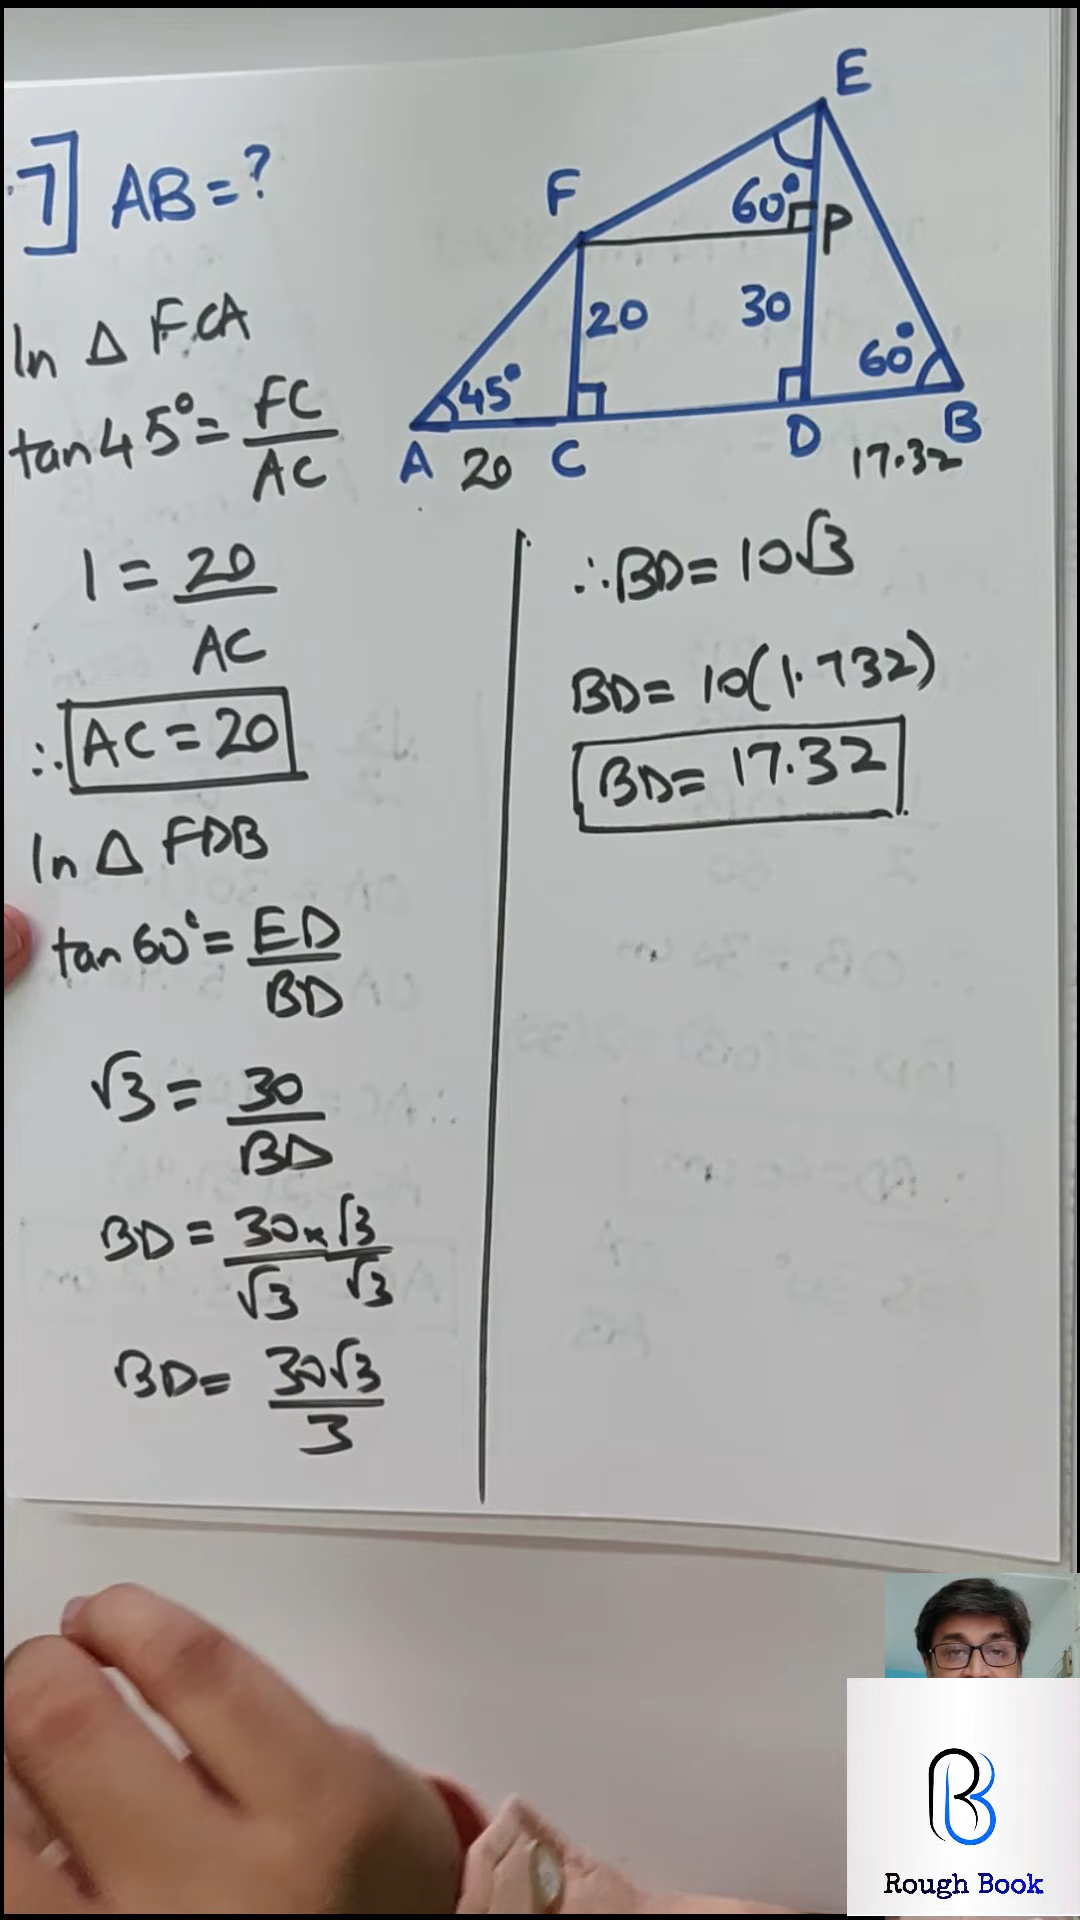 7] AB=?
E
F
60°
P
20
30
45°
60°
A
20
C
D
B
17.32
In △ FCA
tan 45° = FC/AC
1 = 20/AC
∴ AC = 20
In △ FDB
tan 60° = ED/BD
√3 = 30/BD
BD = 30/√3 × √3/√3
BD = 30√3/3
∴ BD = 10√3
BD = 10(1.732)
BD = 17.32
Rough Book